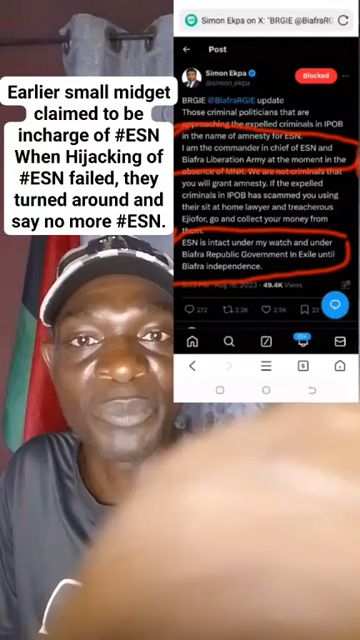 Earlier small midget
claimed to be
incharge of #ESN
When Hijacking of
#ESN failed, they
turned around and
say no more #ESN.
Simon Ekpa on X: "BRGIE @BiafraRGIE
Post
Simon Ekpa
@simon_ekpa
Blocked
BRGIE @BiafraRGIE update
Those criminal politicians that are
approaching the expelled criminals in IPOB
in the name of amnesty for ESN.
I am the commander in chief of ESN and
Biafra Liberation Army at the moment in the
absence of MNK. We are not criminals that
you will grant amnesty. If the expelled
criminals in IPOB has scammed you using
their sit at home lawyer and treacherous
Ejiofor, go and collect your money from
them.
ESN is intact under my watch and under
Biafra Republic Government In Exile until
Biafra independence.
2023 · 49.4K Views
272
2.2K
2.5K
23
20+